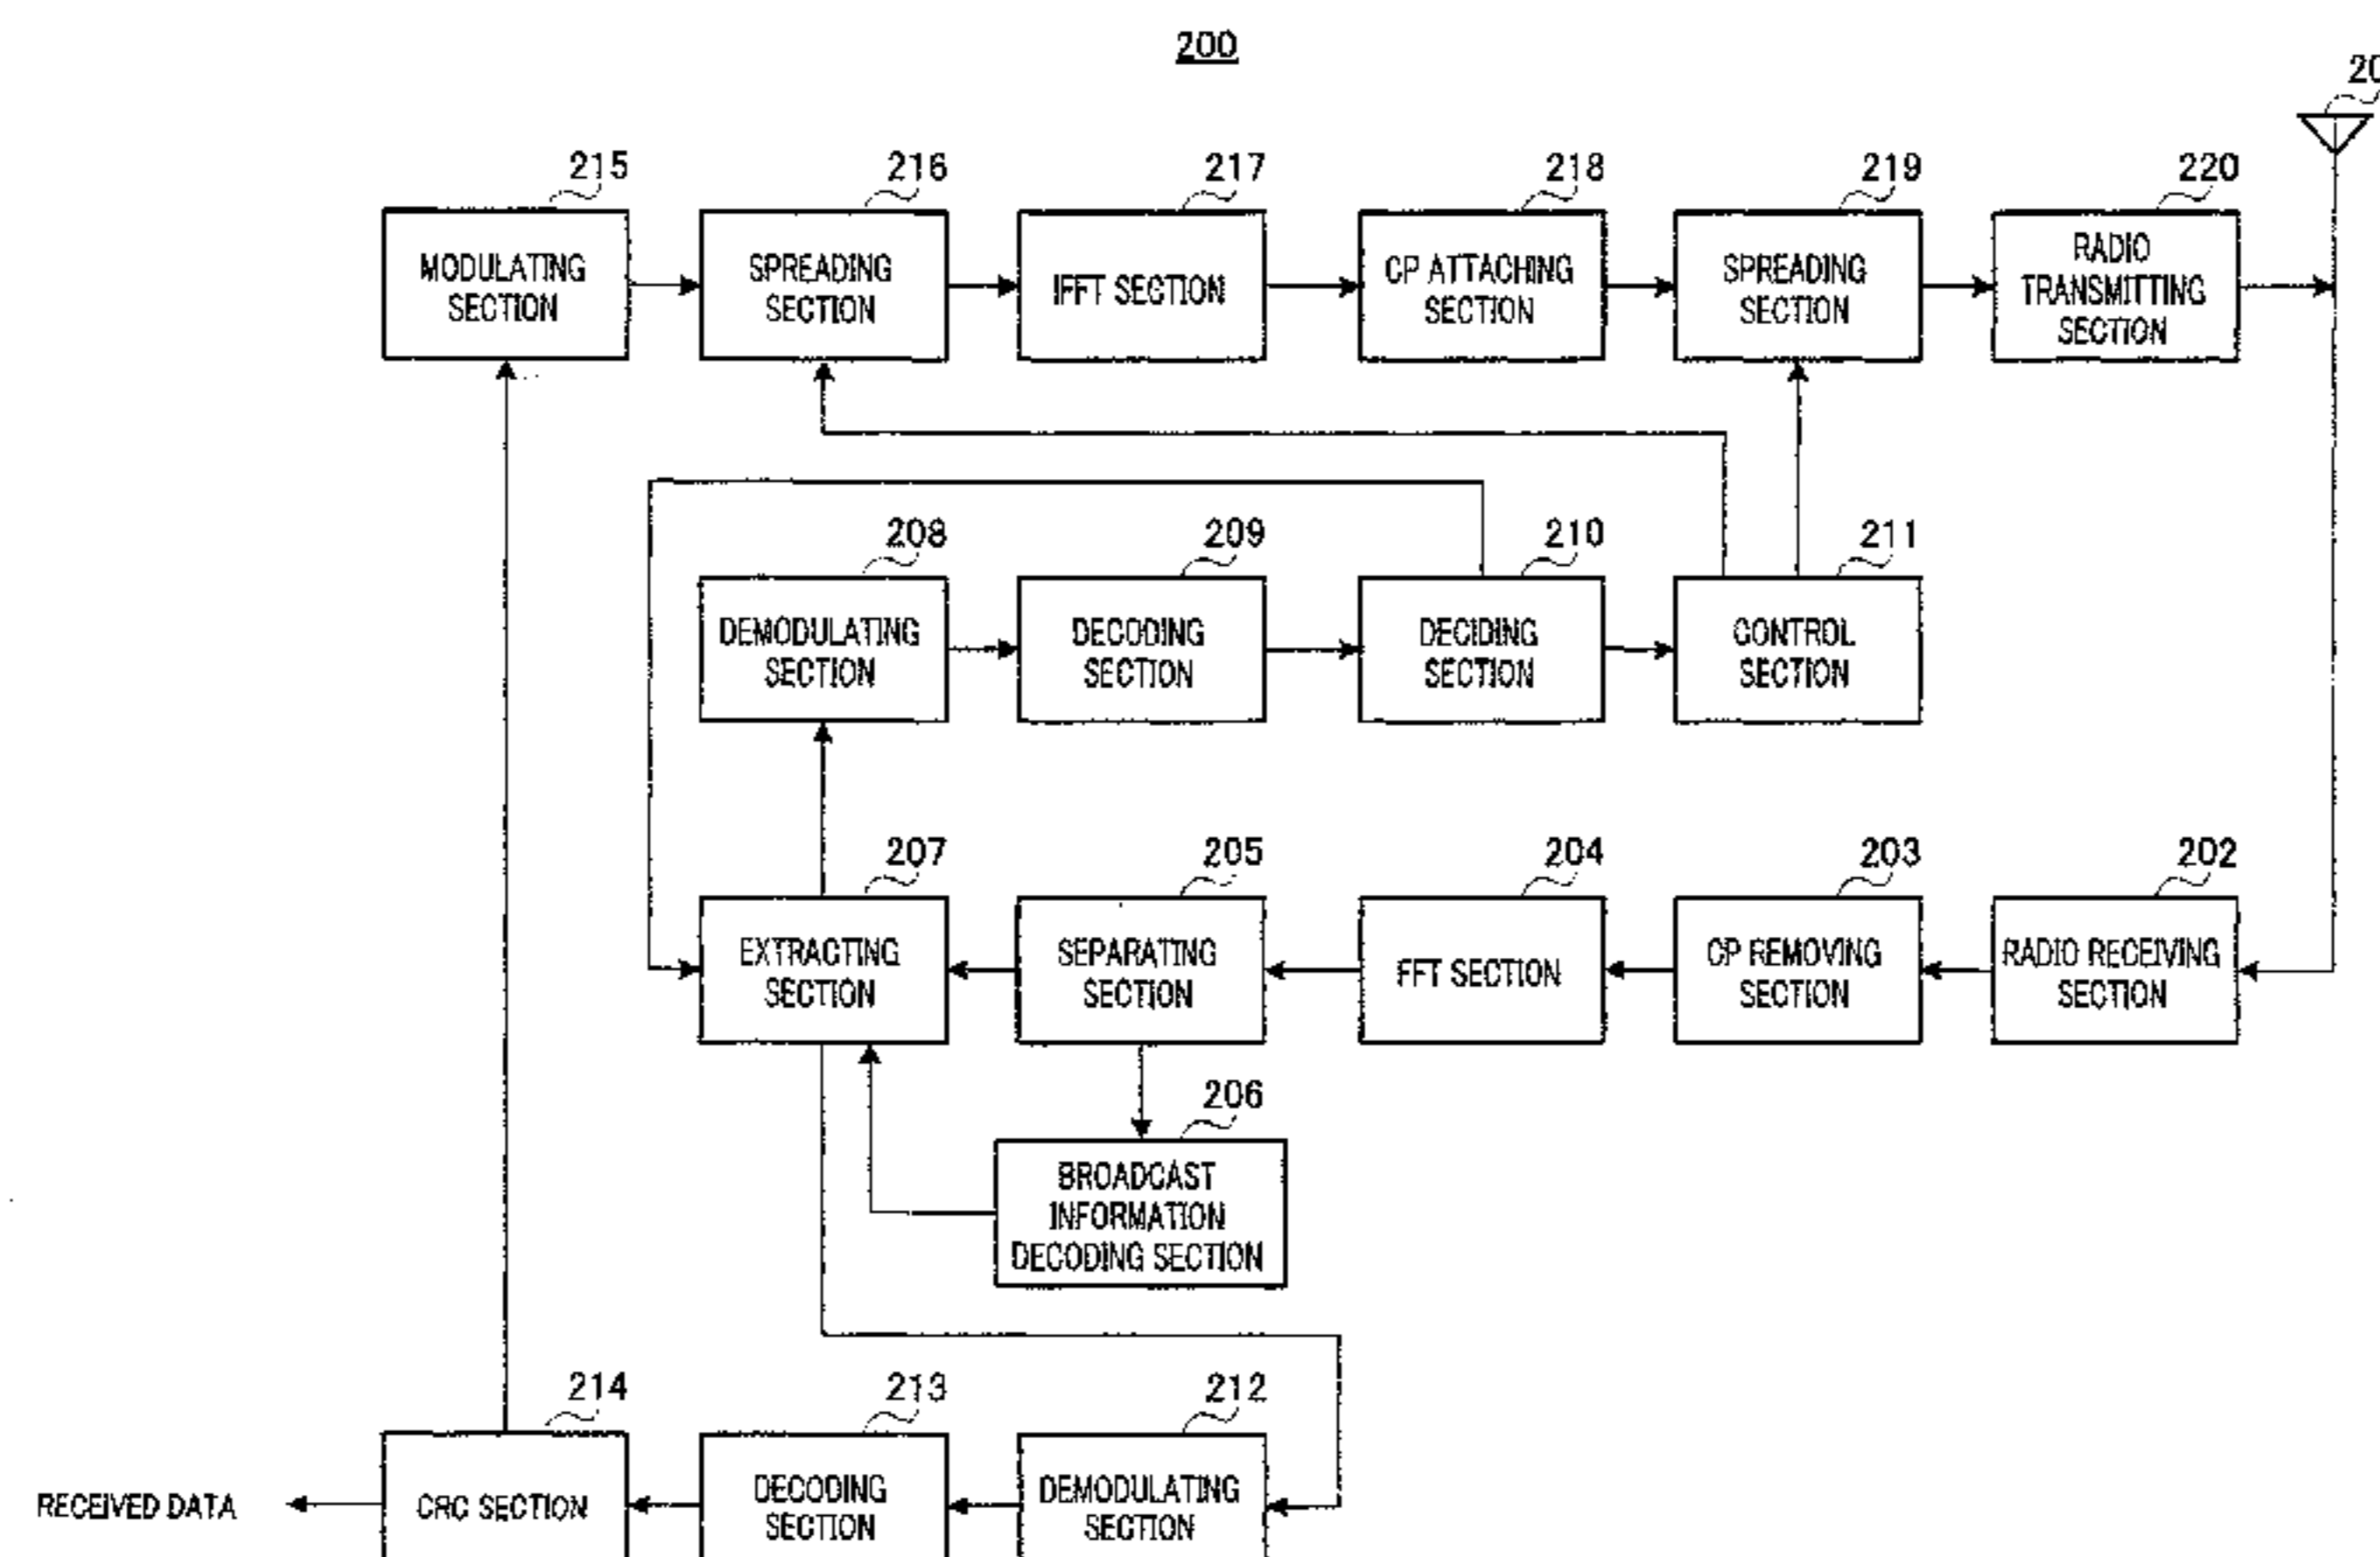 200
20
215
216
217
218
219
220
MODULATING
SECTION
SPREADING
SECTION
IFFT SECTION
CP ATTACHING
SECTION
SPREADING
SECTION
RADIO
TRANSMITTING
SECTION
208
209
210
211
DEMODULATING
SECTION
DECODING
SECTION
DECIDING
SECTION
CONTROL
SECTION
207
205
204
203
202
EXTRACTING
SECTION
SEPARATING
SECTION
FFT SECTION
CP REMOVING
SECTION
RADIO RECEIVING
SECTION
206
BROADCAST
INFORMATION
DECODING SECTION
214
213
212
RECEIVED DATA
CRC SECTION
DECODING
SECTION
DEMODULATING
SECTION